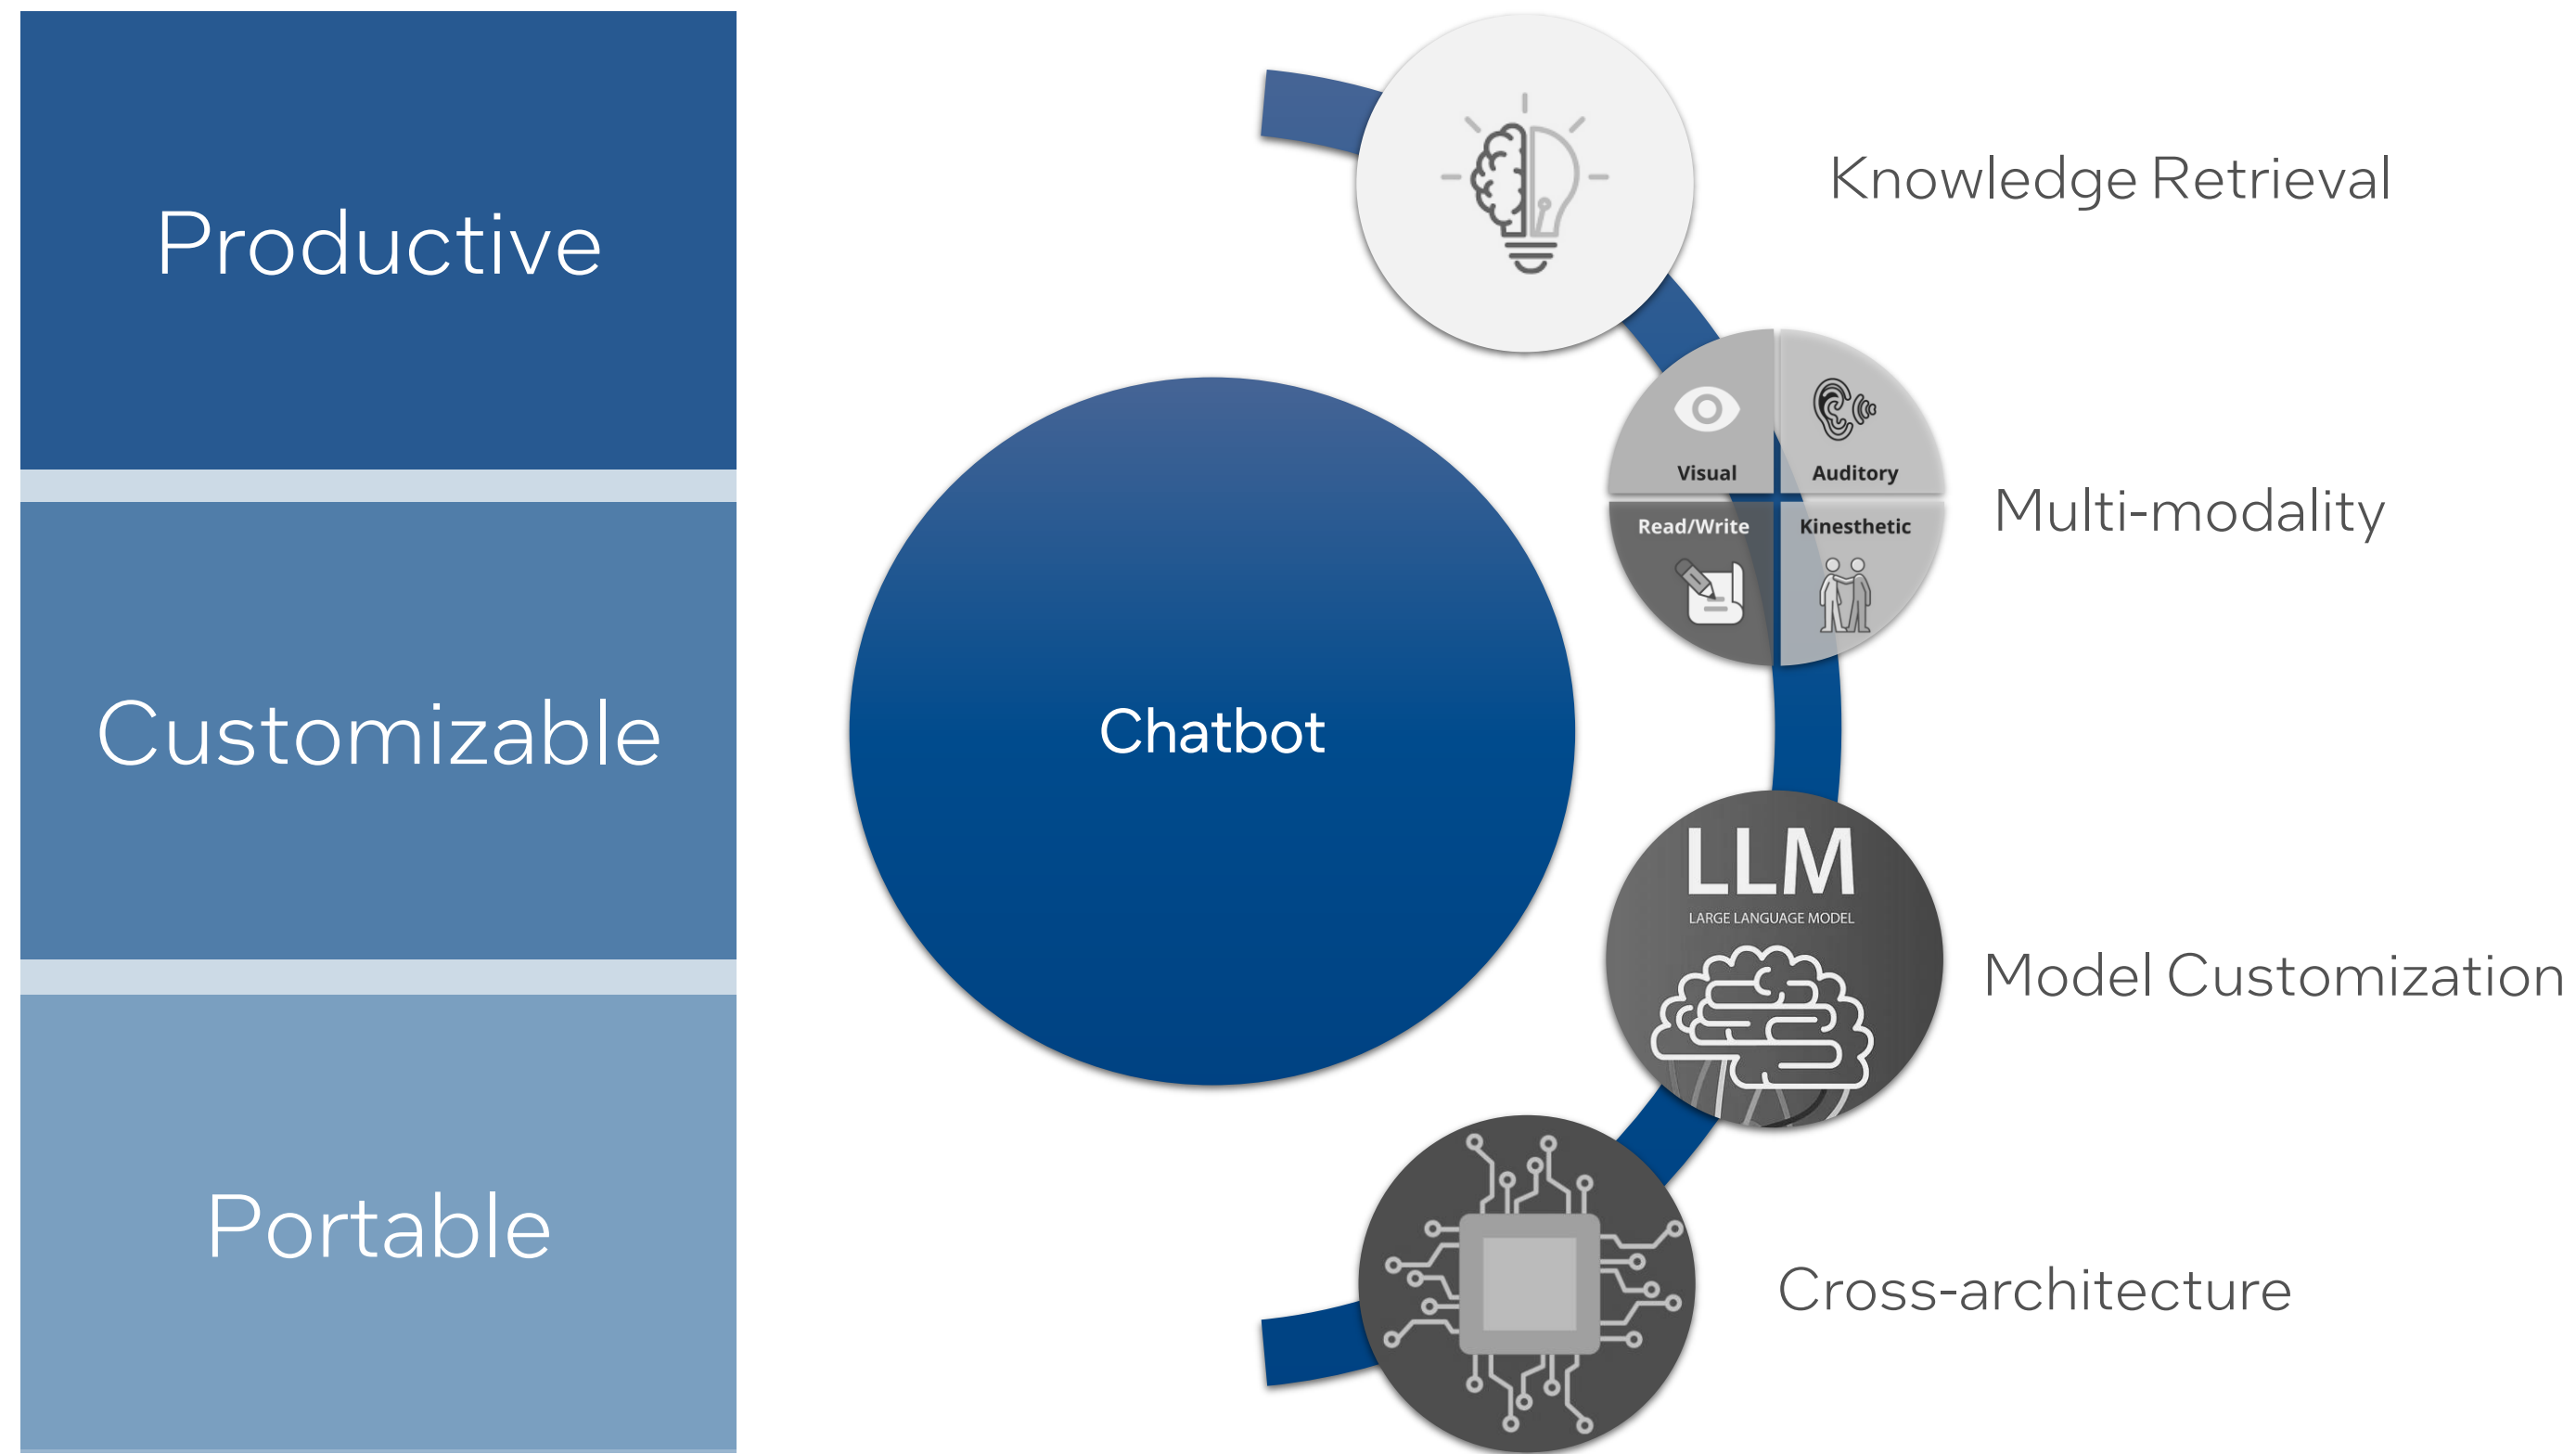 Productive
Customizable
Portable
Chatbot
Knowledge Retrieval
Visual
Auditory
Read/Write
Kinesthetic
Multi-modality
LLM
LARGE LANGUAGE MODEL
Model Customization
Cross-architecture